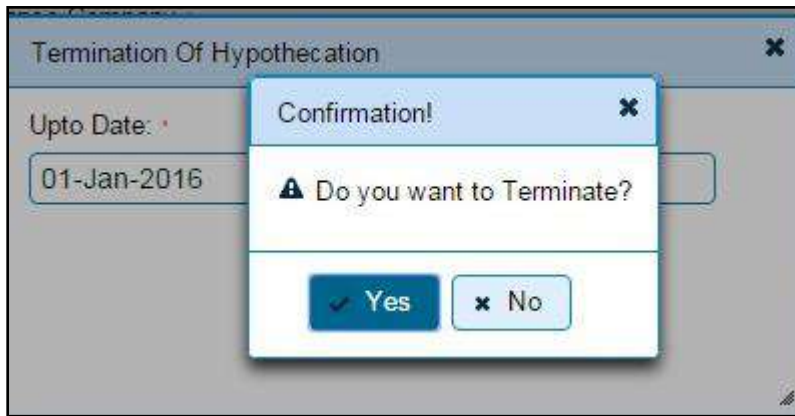 Termination Of Hypothecation
Upto Date: *
01-Jan-2016
Confirmation!
Do you want to Terminate?
Yes
No